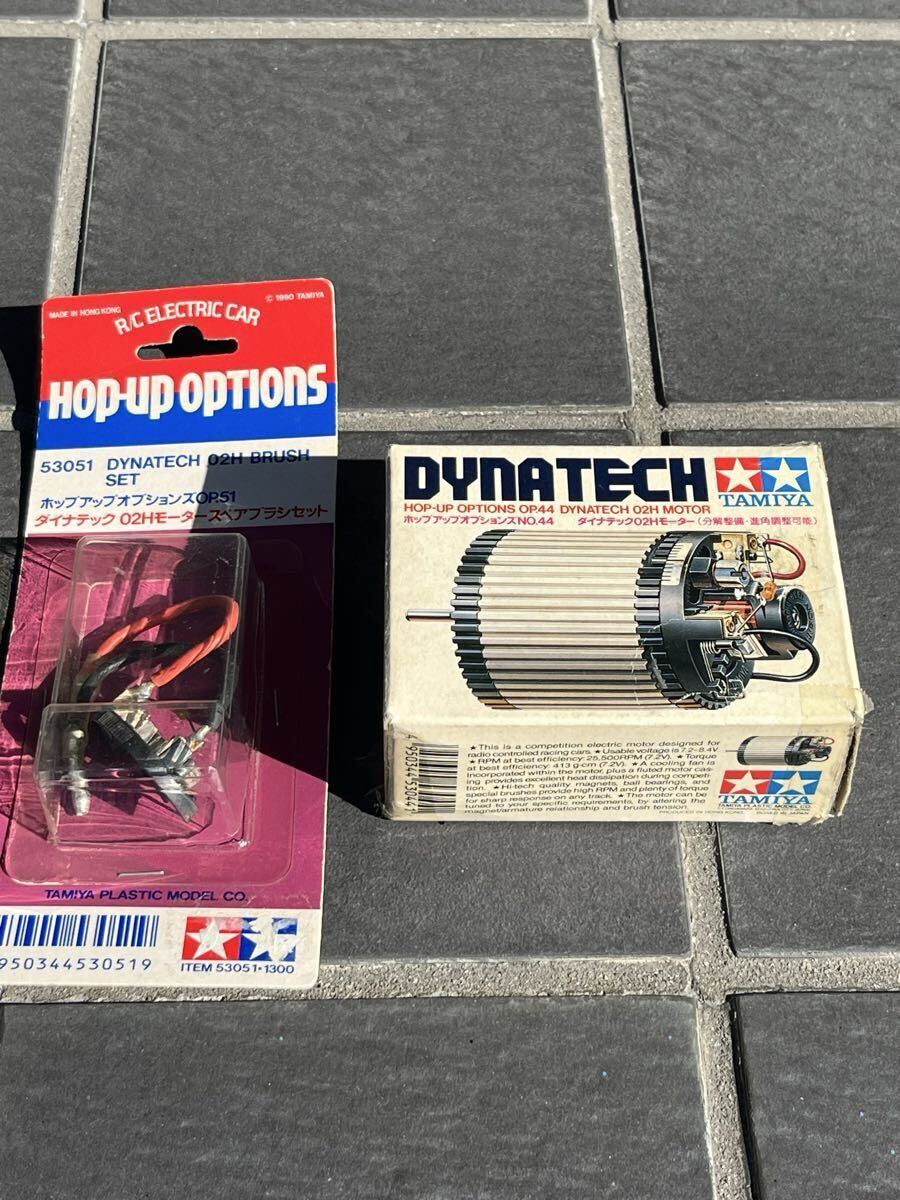 MADE IN HONG KONG
© 1990 TAMIYA
R/C ELECTRIC CAR
HOP-UP OPTIONS
53051 DYNATECH 02H BRUSH
SET
ホップアップオプションズOP.51
ダイナテック 02Hモータースペアブラシセット
TAMIYA PLASTIC MODEL CO.
950344530519
ITEM 53051・1300
DYNATECH
TAMIYA
HOP-UP OPTIONS OP.44 DYNATECH 02H MOTOR
ホップアップオプションズNO.44 ダイナテック02Hモーター(分解整備・進角調整可能)
★This is a competition electric motor designed for
radio controlled racing cars. ★Usable voltage is 7.2~8.4V.
★RPM at best efficiency: 25,500RPM (7.2V). ★Torque
at best efficiency: 413g-cm (7.2V). ★A cooling fan is
incorporated within the motor, plus a fluted motor cas-
ing provides excellent heat dissipation during competi-
tion. ★Hi-tech quality magnets, ball bearings, and
special brushes provide high RPM and plenty of torque
for sharp response on any track. ★The motor can be
tuned to your specific requirements, by altering the
magnet/armature relationship and brush tension.
4 950344 53044
TAMIYA
TAMIYA PLASTIC MODEL CO.